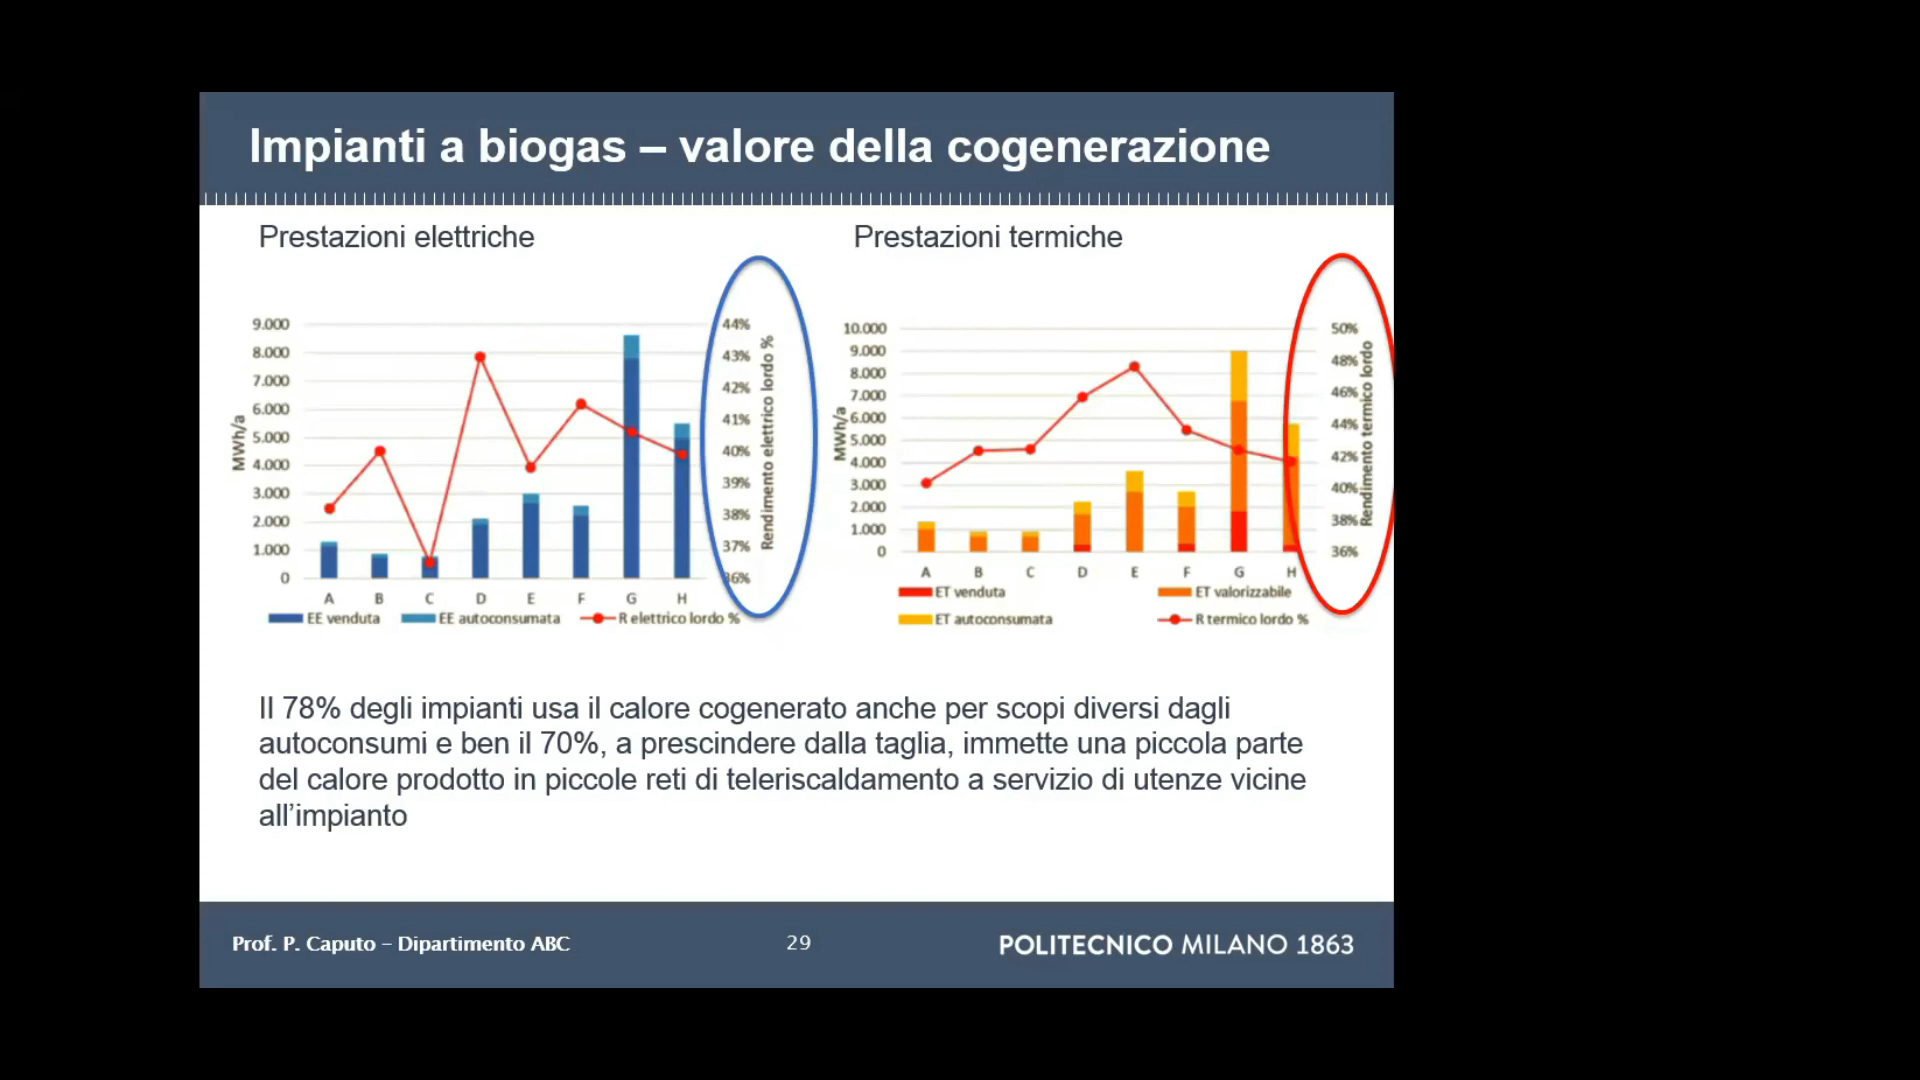 Impianti a biogas – valore della cogenerazione
Prestazioni elettriche
9.000
8.000
7.000
6.000
5.000
4.000
3.000
2.000
1.000
0
MWh/a
44%
43%
42%
41%
40%
39%
38%
37%
36%
Rendimento elettrico lordo %
A B C D E F G H
EE venduta EE autoconsumata R elettrico lordo %
Prestazioni termiche
10.000
9.000
8.000
7.000
6.000
5.000
4.000
3.000
2.000
1.000
0
MWh/a
50%
48%
46%
44%
42%
40%
38%
36%
Rendimento termico lordo
A B C D E F G H
ET venduta ET valorizzabile
ET autoconsumata R termico lordo %
Il 78% degli impianti usa il calore cogenerato anche per scopi diversi dagli
autoconsumi e ben il 70%, a prescindere dalla taglia, immette una piccola parte
del calore prodotto in piccole reti di teleriscaldamento a servizio di utenze vicine
all'impianto
Prof. P. Caputo – Dipartimento ABC
29
POLITECNICO MILANO 1863